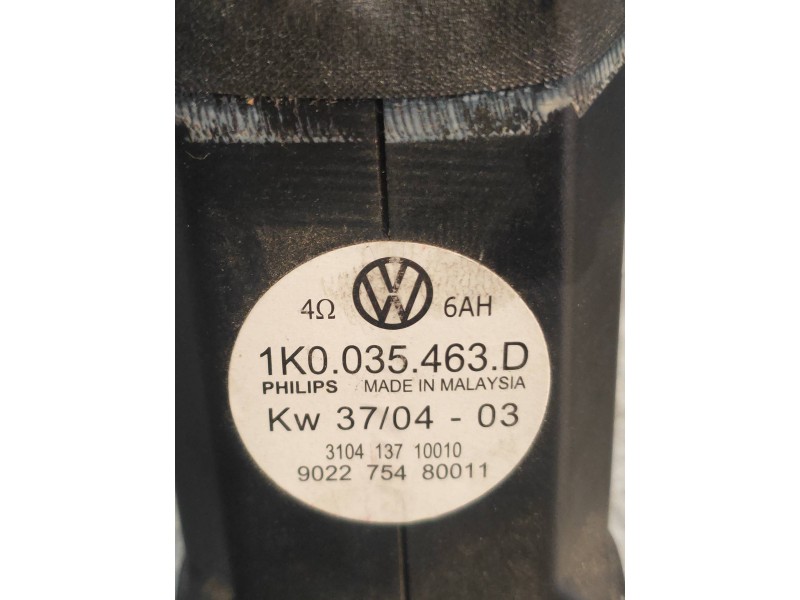 4Ω VW 6AH
1K0.035.463.D
PHILIPS MADE IN MALAYSIA
Kw 37/04 - 03
3104 137 10010
9022 754 80011